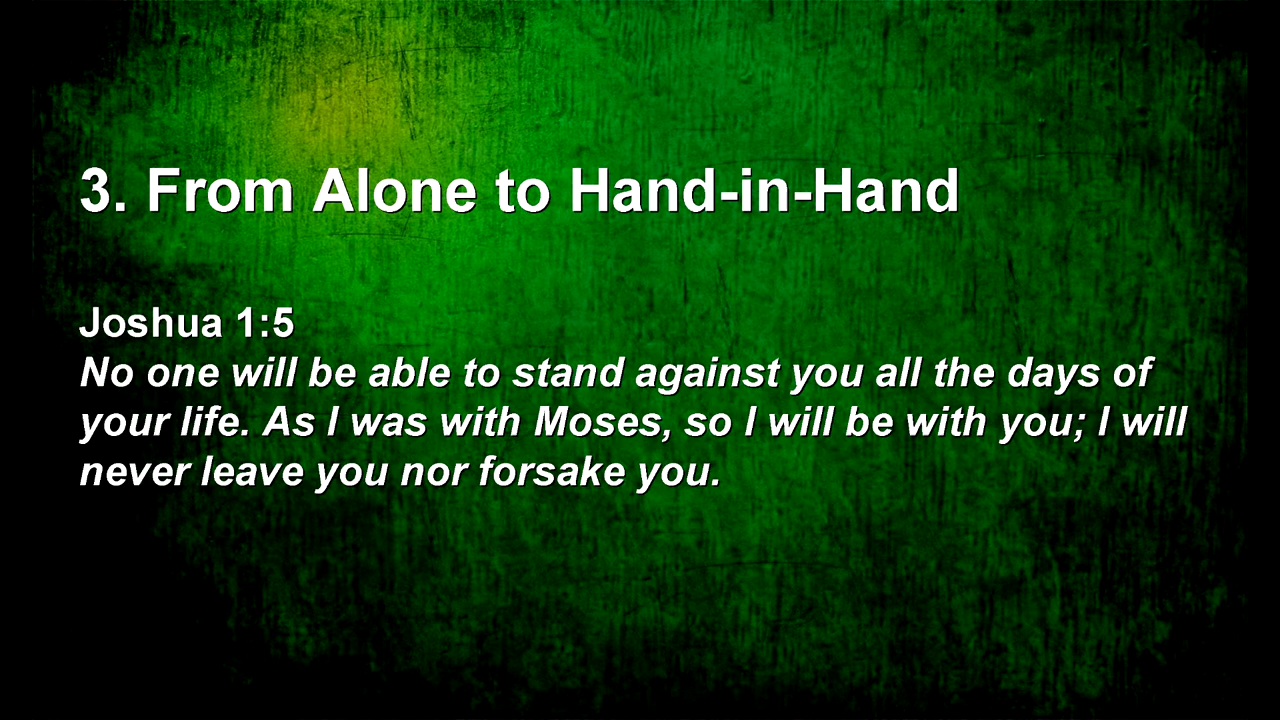 3. From Alone to Hand-in-Hand
Joshua 1:5
No one will be able to stand against you all the days of
your life. As I was with Moses, so I will be with you; I will
never leave you nor forsake you.